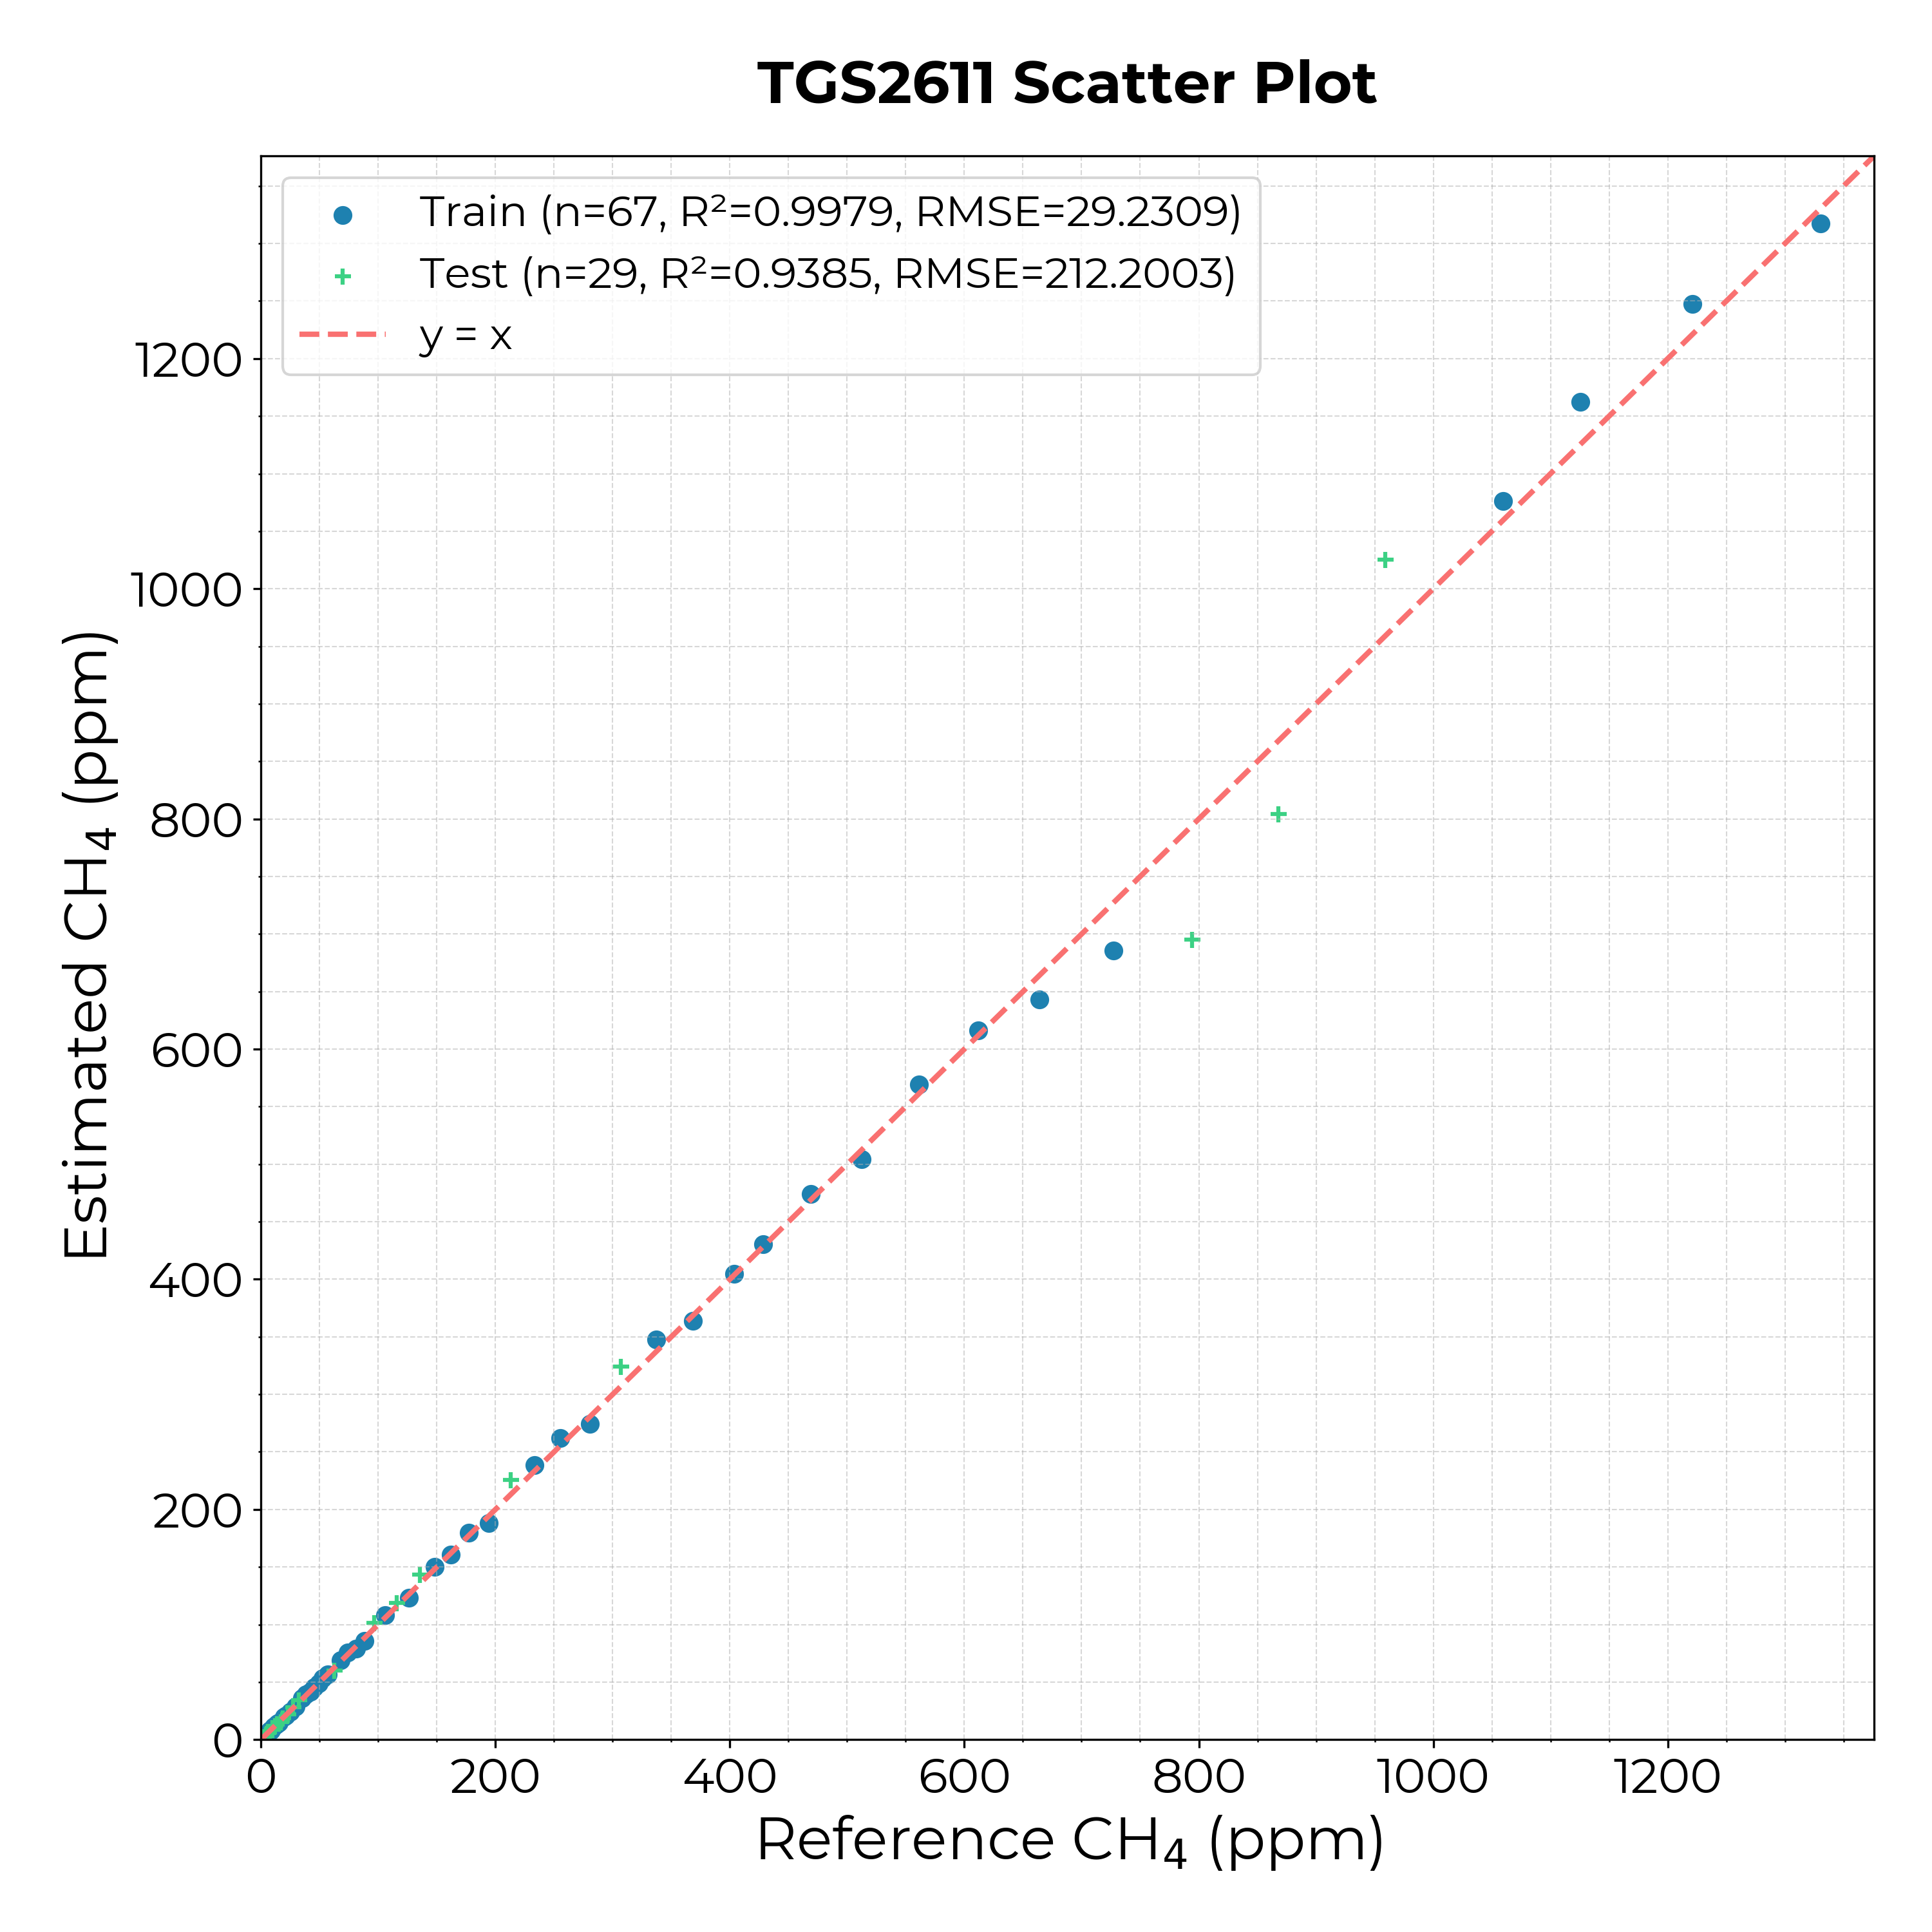 TGS2611 Scatter Plot
Train (n=67, R²=0.9979, RMSE=29.2309)
Test (n=29, R²=0.9385, RMSE=212.2003)
y = x
Estimated CH₄ (ppm)
1200
1000
800
600
400
200
0
0 200 400 600 800 1000 1200
Reference CH₄ (ppm)